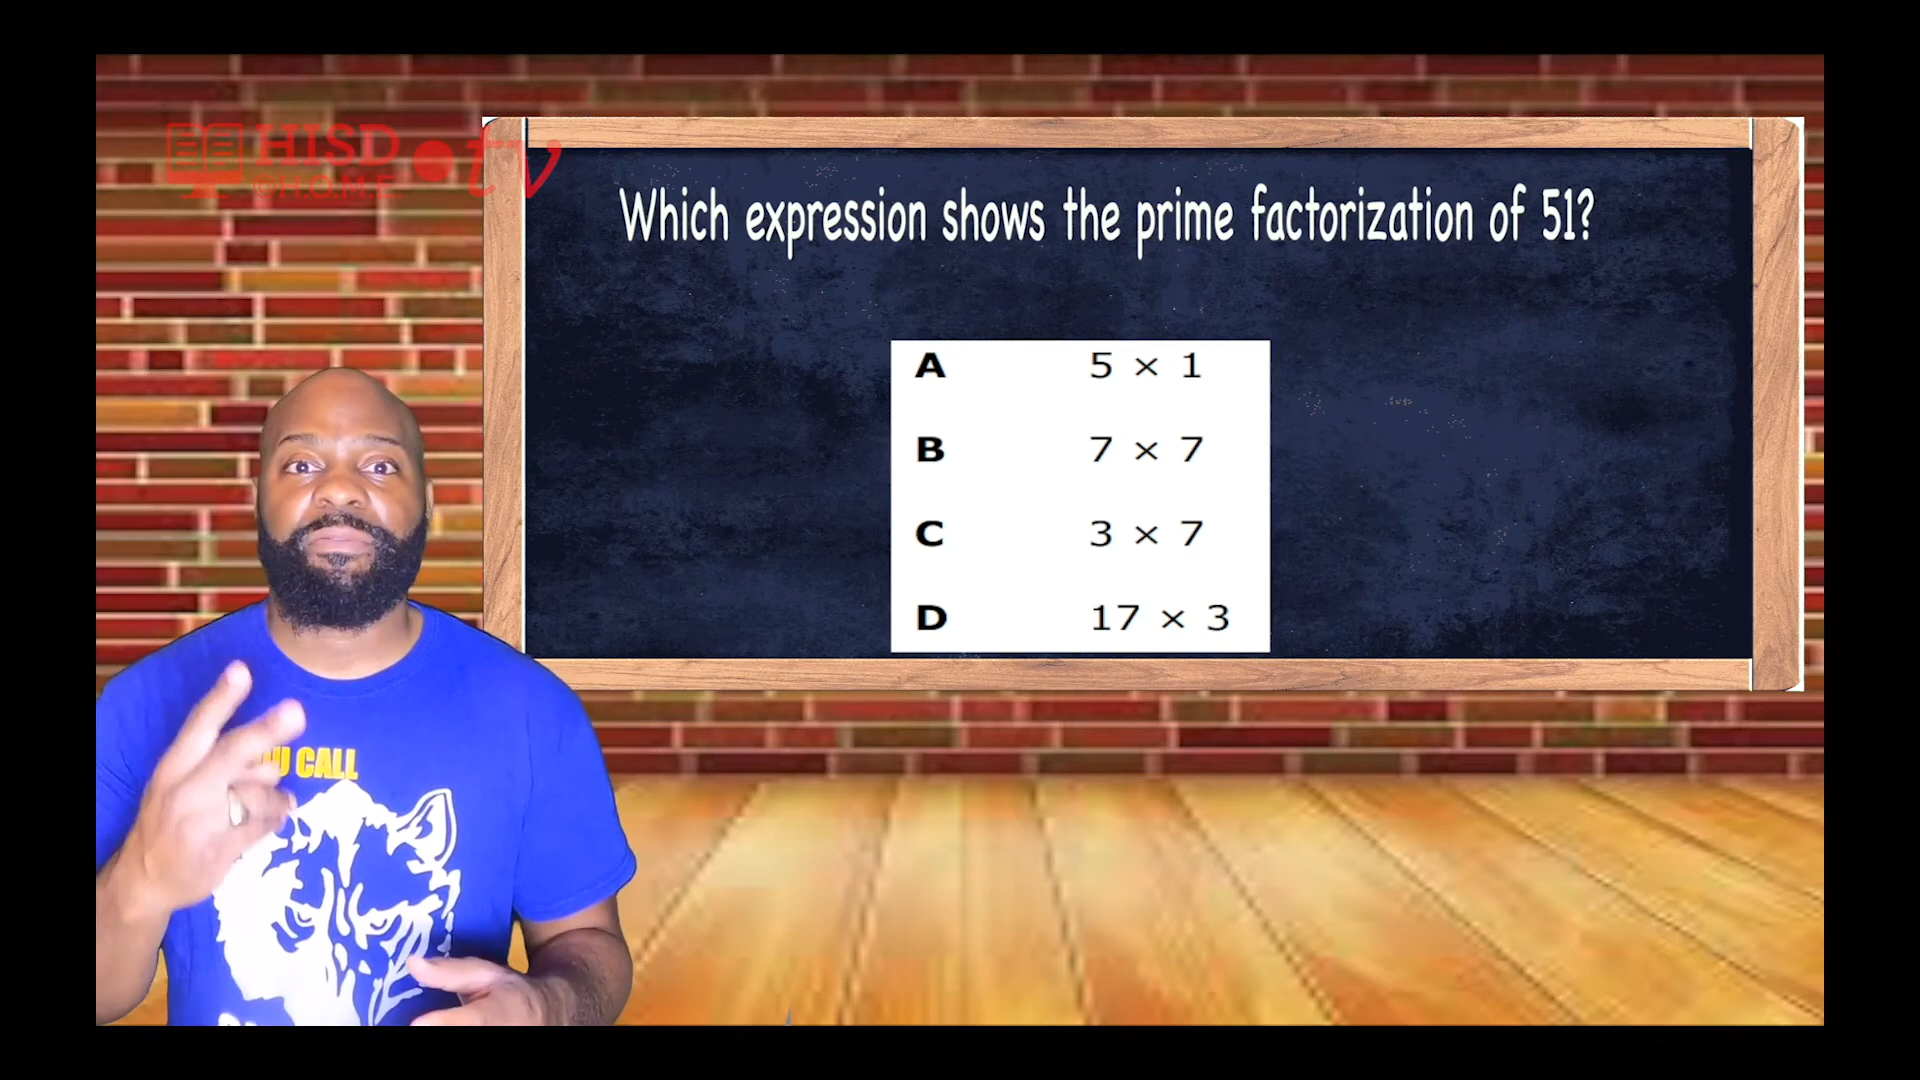 HISD
@H.O.M.E.
tv
Which expression shows the prime factorization of 51?
A 5 × 1
B 7 × 7
C 3 × 7
D 17 × 3
U CALL